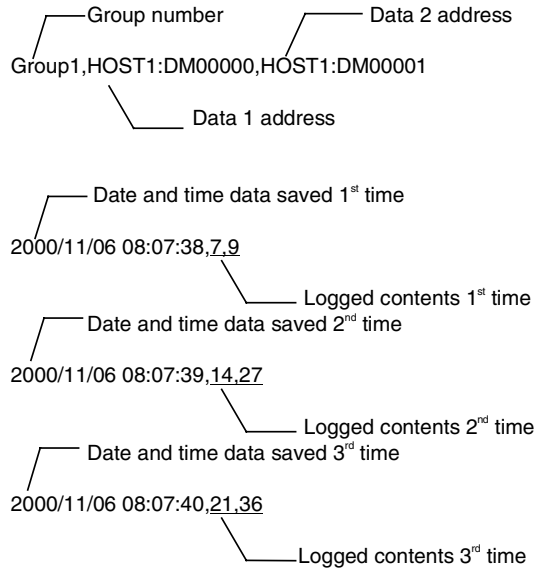 Group number
Data 2 address
Group1,HOST1:DM00000,HOST1:DM00001
Data 1 address
Date and time data saved 1st time
2000/11/06 08:07:38,7,9
Logged contents 1st time
Date and time data saved 2nd time
2000/11/06 08:07:39,14,27
Logged contents 2nd time
Date and time data saved 3rd time
2000/11/06 08:07:40,21,36
Logged contents 3rd time